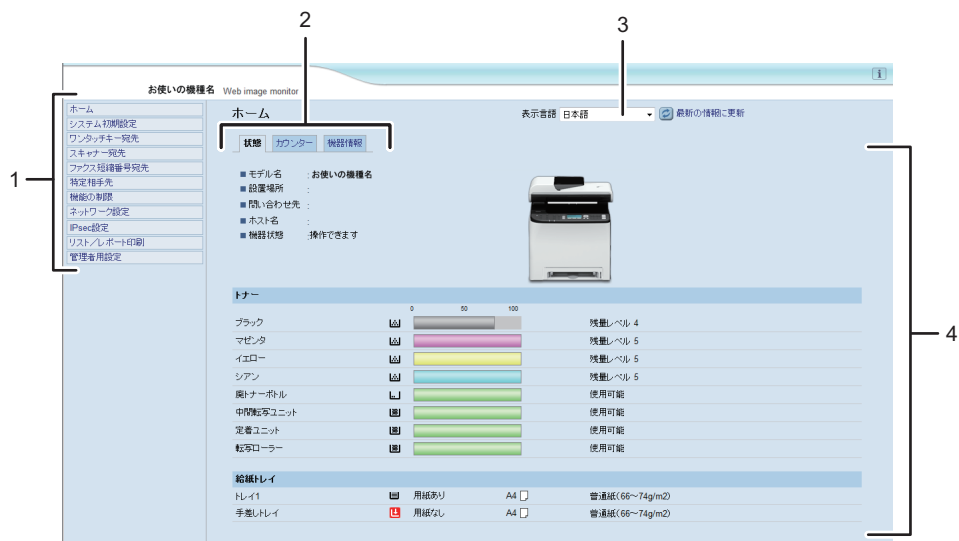 2
3
お使いの機種名 Web image monitor
1
ホーム
システム初期設定
ワンタッチキー宛先
スキャナー宛先
ファクス短縮番号宛先
特定相手先
機能の制限
ネットワーク設定
IPsec設定
リスト／レポート印刷
管理者用設定
ホーム
表示言語 日本語 最新の情報に更新
状態 カウンター 機器情報
モデル名 :お使いの機種名
設置場所 :
問い合わせ先 :
ホスト名 :
機器状態 :操作できます
4
トナー
0 50 100
ブラック 残量レベル 4
マゼンタ 残量レベル 5
イエロー 残量レベル 5
シアン 残量レベル 5
廃トナーボトル 使用可能
中間転写ユニット 使用可能
定着ユニット 使用可能
転写ローラー 使用可能
給紙トレイ
トレイ1 用紙あり A4 普通紙(66～74g/m2)
手差しトレイ 用紙なし A4 普通紙(66～74g/m2)